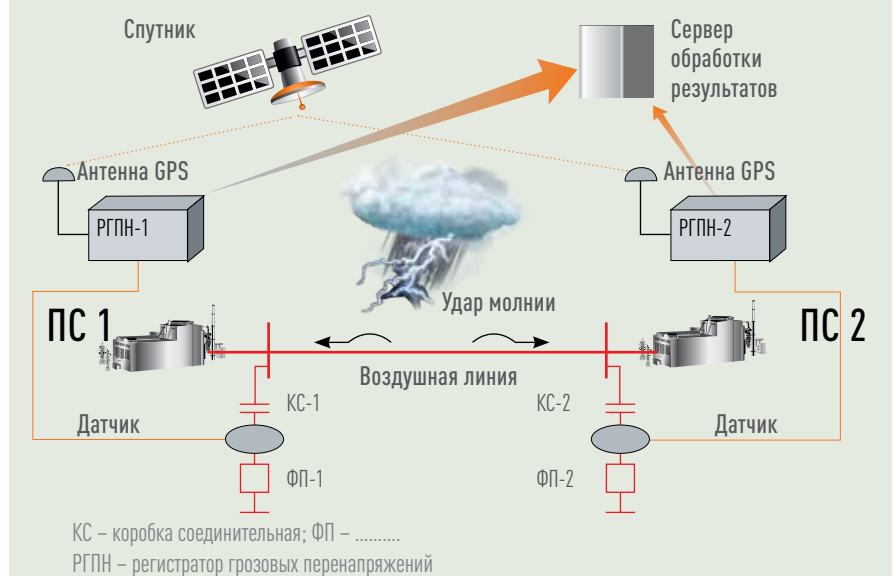 Спутник
Сервер
обработки
результатов
Антенна GPS
Антенна GPS
РГПН-1
РГПН-2
Удар молнии
ПС 1
ПС 2
Воздушная линия
КС-1
КС-2
Датчик
Датчик
ФП-1
ФП-2
КС – коробка соединительная; ФП – ..........
РГПН – регистратор грозовых перенапряжений